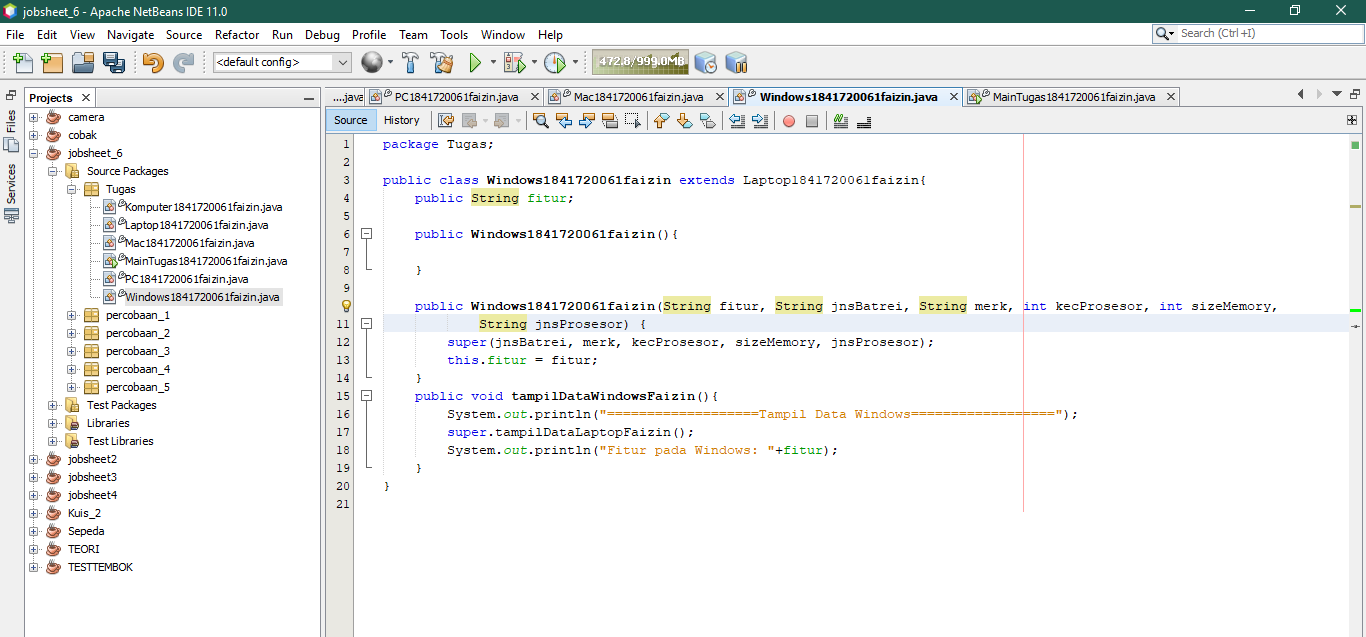 jobsheet_6 - Apache NetBeans IDE 11.0
File Edit View Navigate Source Refactor Run Debug Profile Team Tools Window Help
Search (Ctrl+I)
<default config>
472.8/999.0MB
Files
Services
Projects
camera
cobak
jobsheet_6
Source Packages
Tugas
Komputer1841720061faizin.java
Laptop1841720061faizin.java
Mac1841720061faizin.java
MainTugas1841720061faizin.java
PC1841720061faizin.java
Windows1841720061faizin.java
percobaan_1
percobaan_2
percobaan_3
percobaan_4
percobaan_5
Test Packages
Libraries
Test Libraries
jobsheet2
jobsheet3
jobsheet4
Kuis_2
Sepeda
TEORI
TESTTEMBOK
....java PC1841720061faizin.java Mac1841720061faizin.java Windows1841720061faizin.java MainTugas1841720061faizin.java
Source History
1 package Tugas;
2
3 public class Windows1841720061faizin extends Laptop1841720061faizin{
4 public String fitur;
5
6 public Windows1841720061faizin(){
7
8 }
9
public Windows1841720061faizin(String fitur, String jnsBatrei, String merk, int kecProsesor, int sizeMemory,
11 String jnsProsesor) {
12 super(jnsBatrei, merk, kecProsesor, sizeMemory, jnsProsesor);
13 this.fitur = fitur;
14 }
15 public void tampilDataWindowsFaizin(){
16 System.out.println("===================Tampil Data Windows==================");
17 super.tampilDataLaptopFaizin();
18 System.out.println("Fitur pada Windows: "+fitur);
19 }
20 }
21